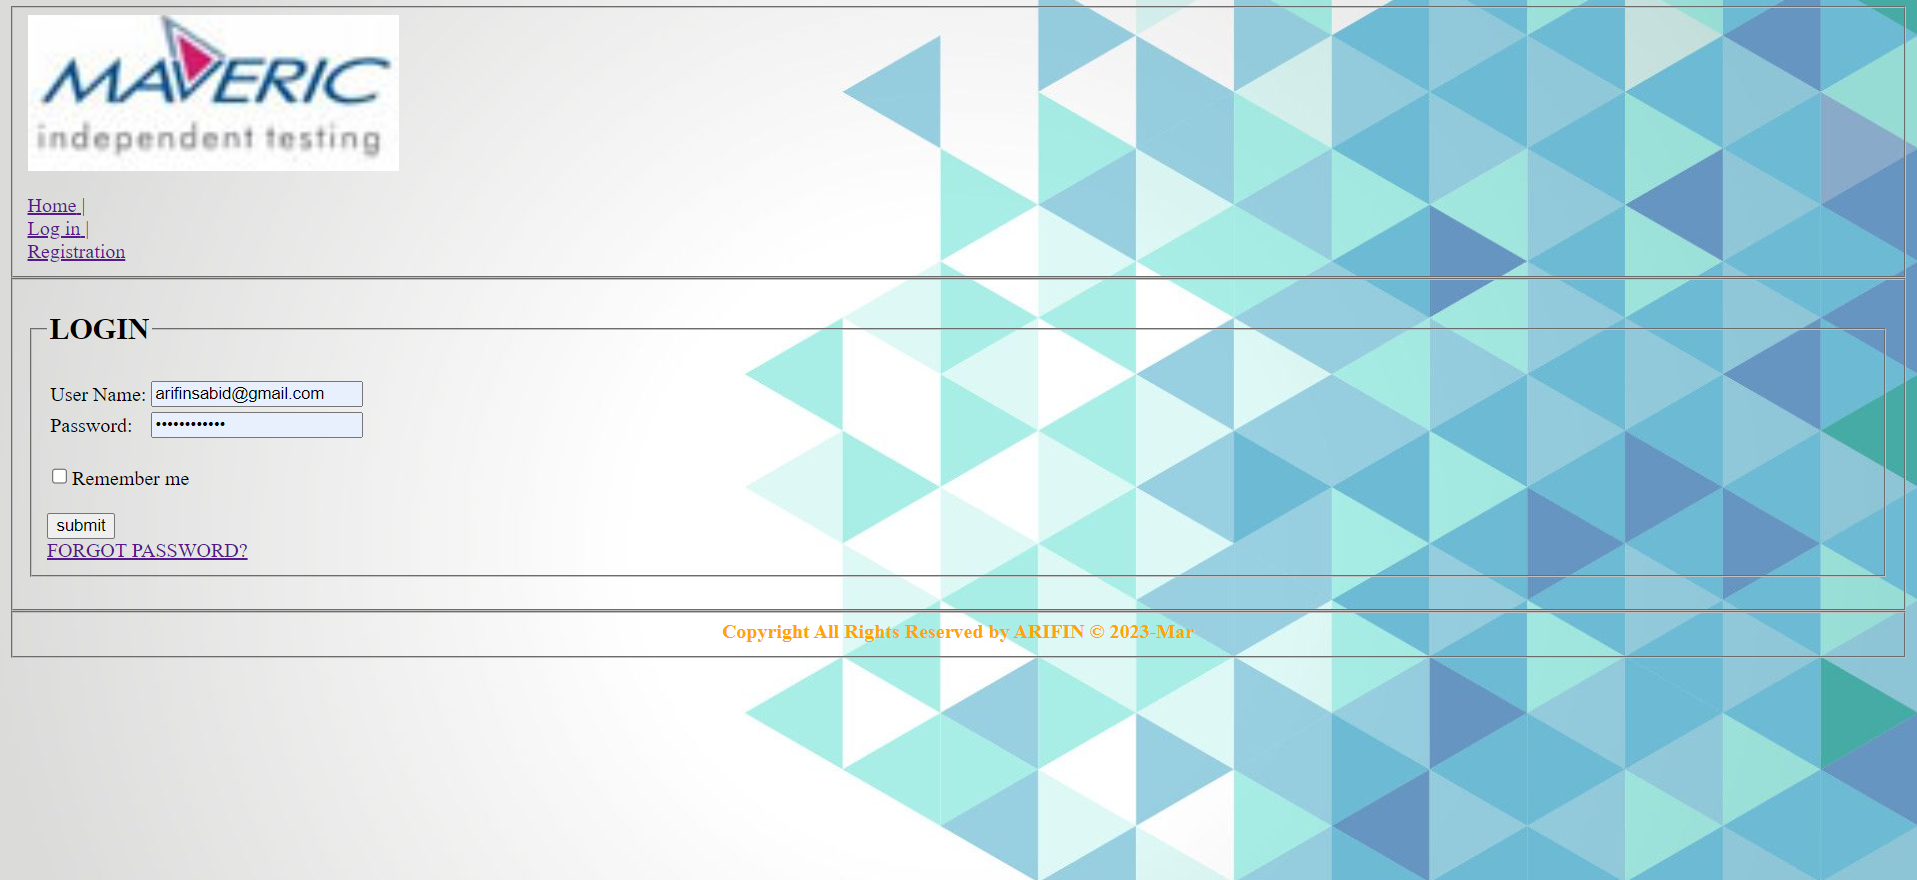 MAVERIC
independent testing
Home |
Log in |
Registration
LOGIN
User Name: arifinsabid@gmail.com
Password: ••••••••••••
Remember me
submit
FORGOT PASSWORD?
Copyright All Rights Reserved by ARIFIN © 2023-Mar